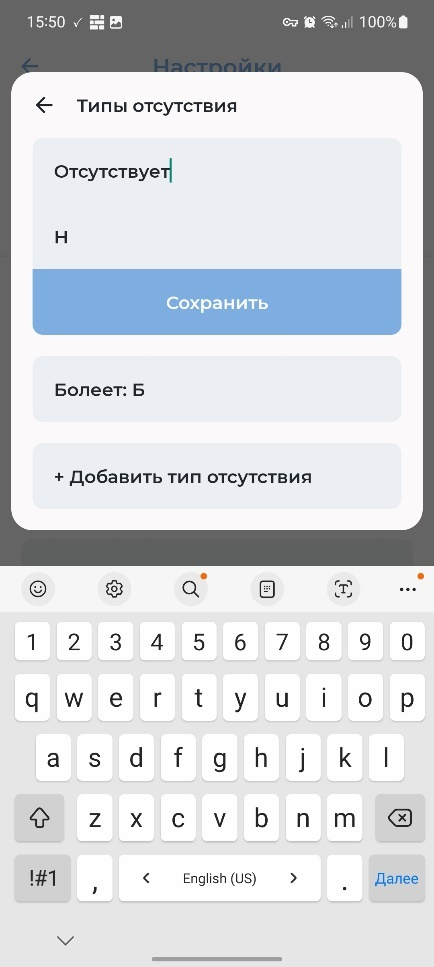 15:50
100%
Настройки
Типы отсутствия
Отсутствует
Н
Сохранить
Болеет: Б
+ Добавить тип отсутствия
1 2 3 4 5 6 7 8 9 0
q w e r t y u i o p
a s d f g h j k l
z x c v b n m
!#1 , < English (US) > . Далее